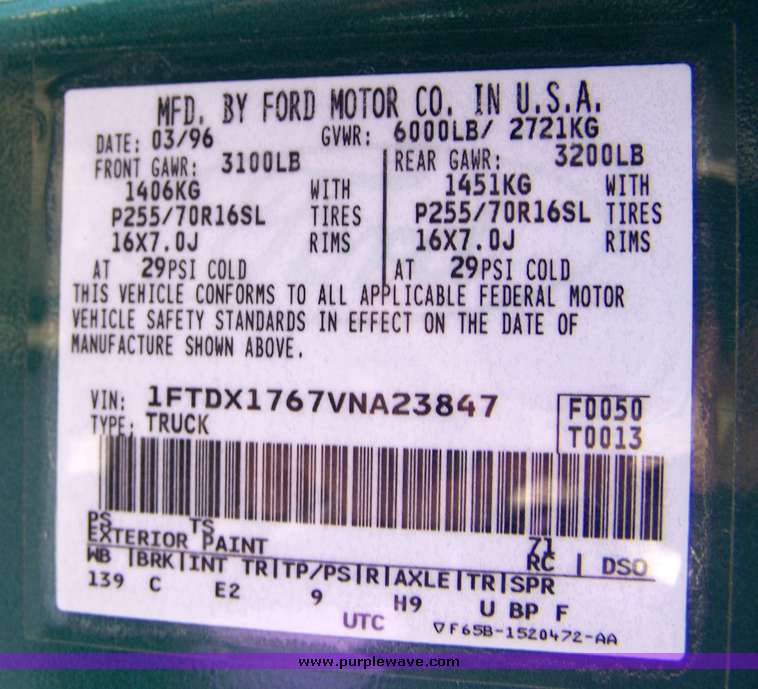 MFD. BY FORD MOTOR CO. IN U.S.A.
DATE: 03/96 GVWR: 6000LB/ 2721KG
FRONT GAWR: 3100LB REAR GAWR: 3200LB
1406KG WITH 1451KG WITH
P255/70R16SL TIRES P255/70R16SL TIRES
16X7.0J RIMS 16X7.0J RIMS
AT 29PSI COLD AT 29PSI COLD
THIS VEHICLE CONFORMS TO ALL APPLICABLE FEDERAL MOTOR
VEHICLE SAFETY STANDARDS IN EFFECT ON THE DATE OF
MANUFACTURE SHOWN ABOVE.
VIN: 1FTDX1767VNA23847 F0050
TYPE: TRUCK T0013
PS TS 71
EXTERIOR PAINT RC DSO
WB BRK INT TR TP/PS R AXLE TR SPR
139 C E2 9 H9 U BP F
UTC ▽F65B-1520472-AA
www.purplewave.com